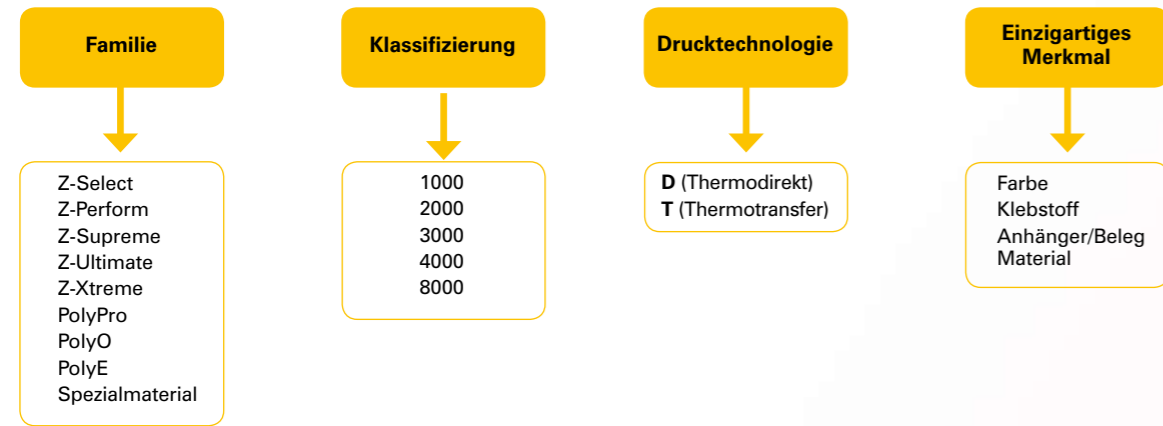 Familie
Z-Select
Z-Perform
Z-Supreme
Z-Ultimate
Z-Xtreme
PolyPro
PolyO
PolyE
Spezialmaterial
Klassifizierung
1000
2000
3000
4000
8000
Drucktechnologie
D (Thermodirekt)
T (Thermotransfer)
Einzigartiges
Merkmal
Farbe
Klebstoff
Anhänger/Beleg
Material